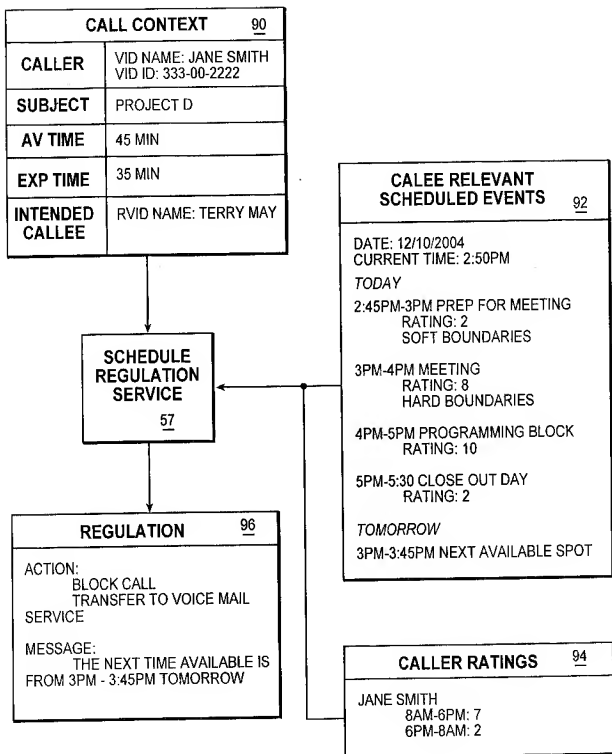 CALL CONTEXT 90
CALLER
VID NAME: JANE SMITH
VID ID: 333-00-2222
SUBJECT
PROJECT D
AV TIME
45 MIN
EXP TIME
35 MIN
INTENDED
CALLEE
RVID NAME: TERRY MAY
SCHEDULE
REGULATION
SERVICE
57
REGULATION 96
ACTION:
BLOCK CALL
TRANSFER TO VOICE MAIL
SERVICE
MESSAGE:
THE NEXT TIME AVAILABLE IS
FROM 3PM - 3:45PM TOMORROW
CALEE RELEVANT
SCHEDULED EVENTS 92
DATE: 12/10/2004
CURRENT TIME: 2:50PM
TODAY
2:45PM-3PM PREP FOR MEETING
RATING: 2
SOFT BOUNDARIES
3PM-4PM MEETING
RATING: 8
HARD BOUNDARIES
4PM-5PM PROGRAMMING BLOCK
RATING: 10
5PM-5:30 CLOSE OUT DAY
RATING: 2
TOMORROW
3PM-3:45PM NEXT AVAILABLE SPOT
CALLER RATINGS 94
JANE SMITH
8AM-6PM: 7
6PM-8AM: 2